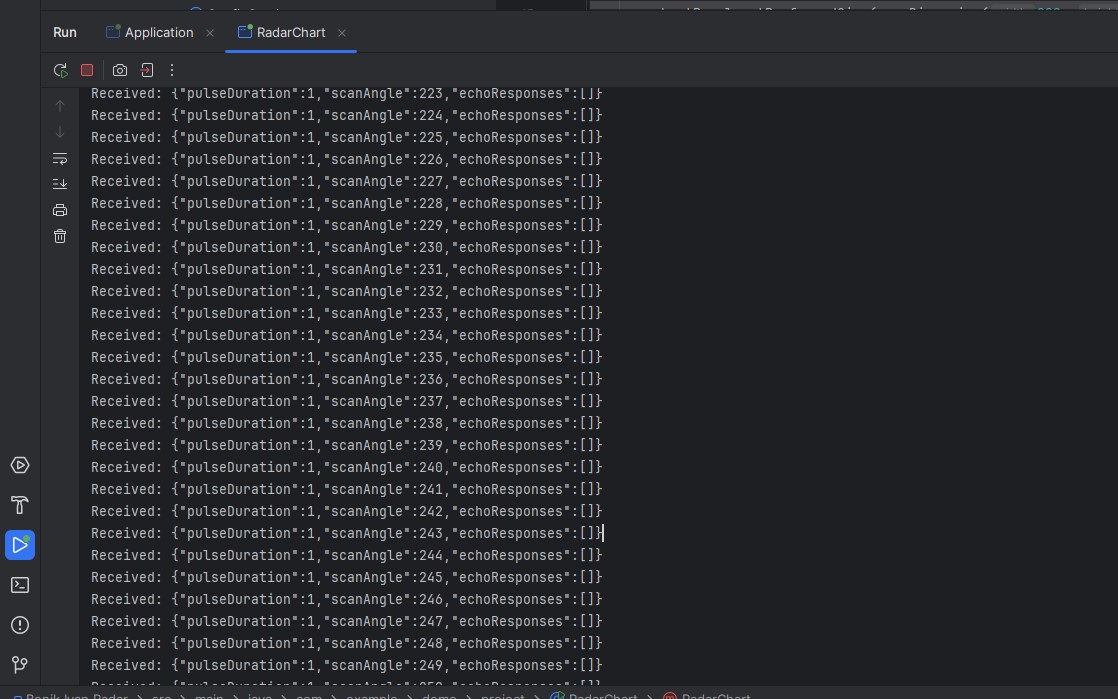 Run Application RadarChart
Received: {"pulseDuration":1,"scanAngle":223,"echoResponses":[]}
Received: {"pulseDuration":1,"scanAngle":224,"echoResponses":[]}
Received: {"pulseDuration":1,"scanAngle":225,"echoResponses":[]}
Received: {"pulseDuration":1,"scanAngle":226,"echoResponses":[]}
Received: {"pulseDuration":1,"scanAngle":227,"echoResponses":[]}
Received: {"pulseDuration":1,"scanAngle":228,"echoResponses":[]}
Received: {"pulseDuration":1,"scanAngle":229,"echoResponses":[]}
Received: {"pulseDuration":1,"scanAngle":230,"echoResponses":[]}
Received: {"pulseDuration":1,"scanAngle":231,"echoResponses":[]}
Received: {"pulseDuration":1,"scanAngle":232,"echoResponses":[]}
Received: {"pulseDuration":1,"scanAngle":233,"echoResponses":[]}
Received: {"pulseDuration":1,"scanAngle":234,"echoResponses":[]}
Received: {"pulseDuration":1,"scanAngle":235,"echoResponses":[]}
Received: {"pulseDuration":1,"scanAngle":236,"echoResponses":[]}
Received: {"pulseDuration":1,"scanAngle":237,"echoResponses":[]}
Received: {"pulseDuration":1,"scanAngle":238,"echoResponses":[]}
Received: {"pulseDuration":1,"scanAngle":239,"echoResponses":[]}
Received: {"pulseDuration":1,"scanAngle":240,"echoResponses":[]}
Received: {"pulseDuration":1,"scanAngle":241,"echoResponses":[]}
Received: {"pulseDuration":1,"scanAngle":242,"echoResponses":[]}
Received: {"pulseDuration":1,"scanAngle":243,"echoResponses":[]}
Received: {"pulseDuration":1,"scanAngle":244,"echoResponses":[]}
Received: {"pulseDuration":1,"scanAngle":245,"echoResponses":[]}
Received: {"pulseDuration":1,"scanAngle":246,"echoResponses":[]}
Received: {"pulseDuration":1,"scanAngle":247,"echoResponses":[]}
Received: {"pulseDuration":1,"scanAngle":248,"echoResponses":[]}
Received: {"pulseDuration":1,"scanAngle":249,"echoResponses":[]}
Received: {"pulseDuration":1,"scanAngle":250,"echoResponses":[]}
src > main > java > com > example > demo > project > RadarChart > RadarChart